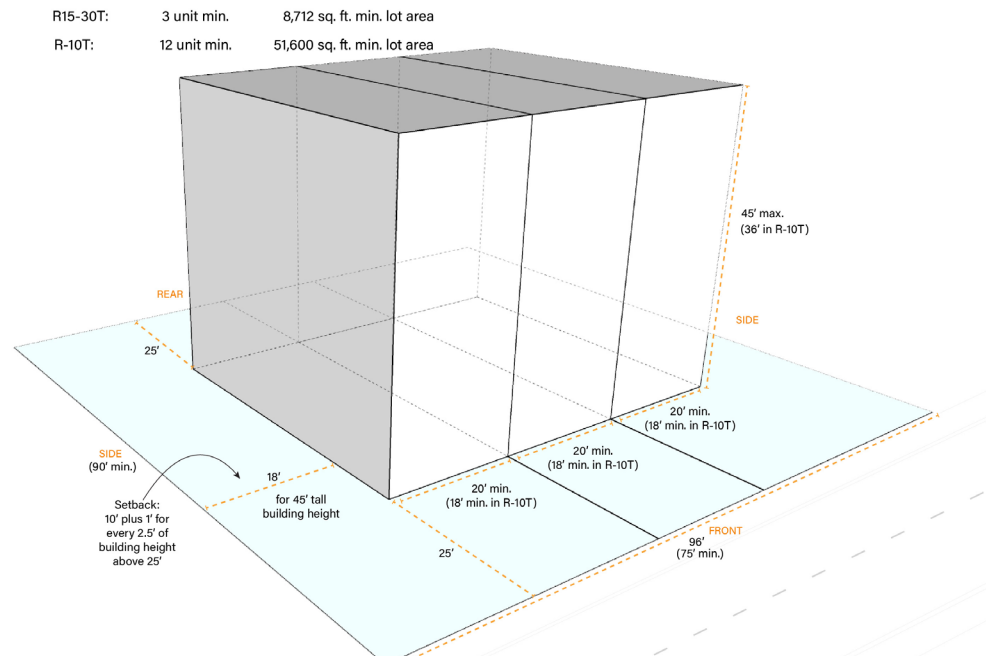 R15-30T: 3 unit min. 8,712 sq. ft. min. lot area
R-10T: 12 unit min. 51,600 sq. ft. min. lot area
45′ max.
(36′ in R-10T)
REAR
SIDE
25′
20′ min.
(18′ min. in R-10T)
20′ min.
(18′ min. in R-10T)
20′ min.
(18′ min. in R-10T)
SIDE
(90′ min.)
18′
for 45′ tall
building height
Setback:
10′ plus 1′ for
every 2.5′ of
building height
above 25′
25′
FRONT
96′
(75′ min.)